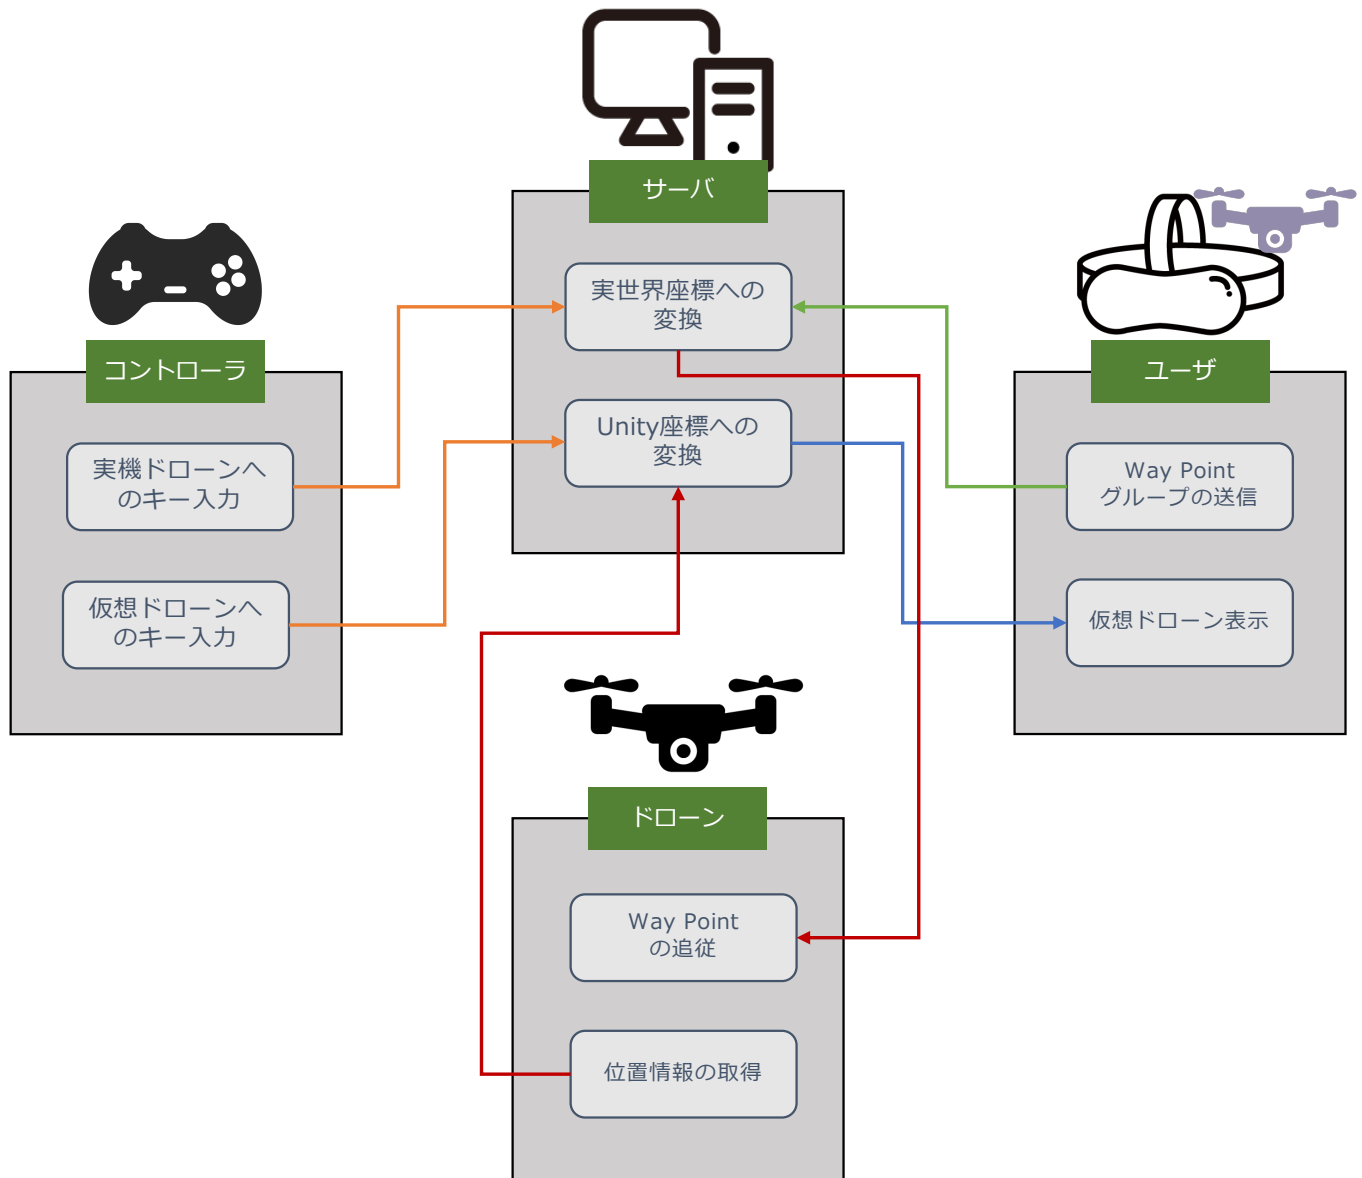 サーバ
実世界座標への
変換
Unity座標への
変換
コントローラ
実機ドローンへ
のキー入力
仮想ドローンへ
のキー入力
ユーザ
Way Point
グループの送信
仮想ドローン表示
ドローン
Way Point
の追従
位置情報の取得